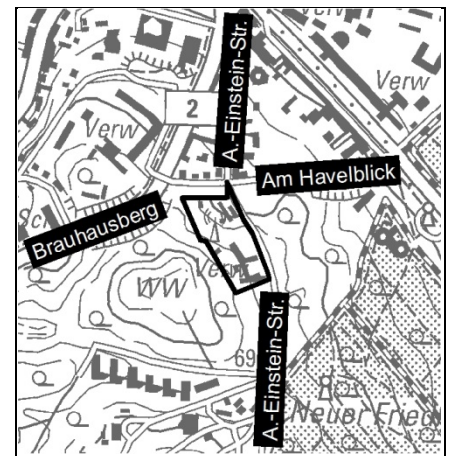 A.-Einstein-Str.
Verw
2
Verw
Am Havelblick
Brauhausberg
Verw
WW
69
A.-Einstein-Str.
Neuer Fried